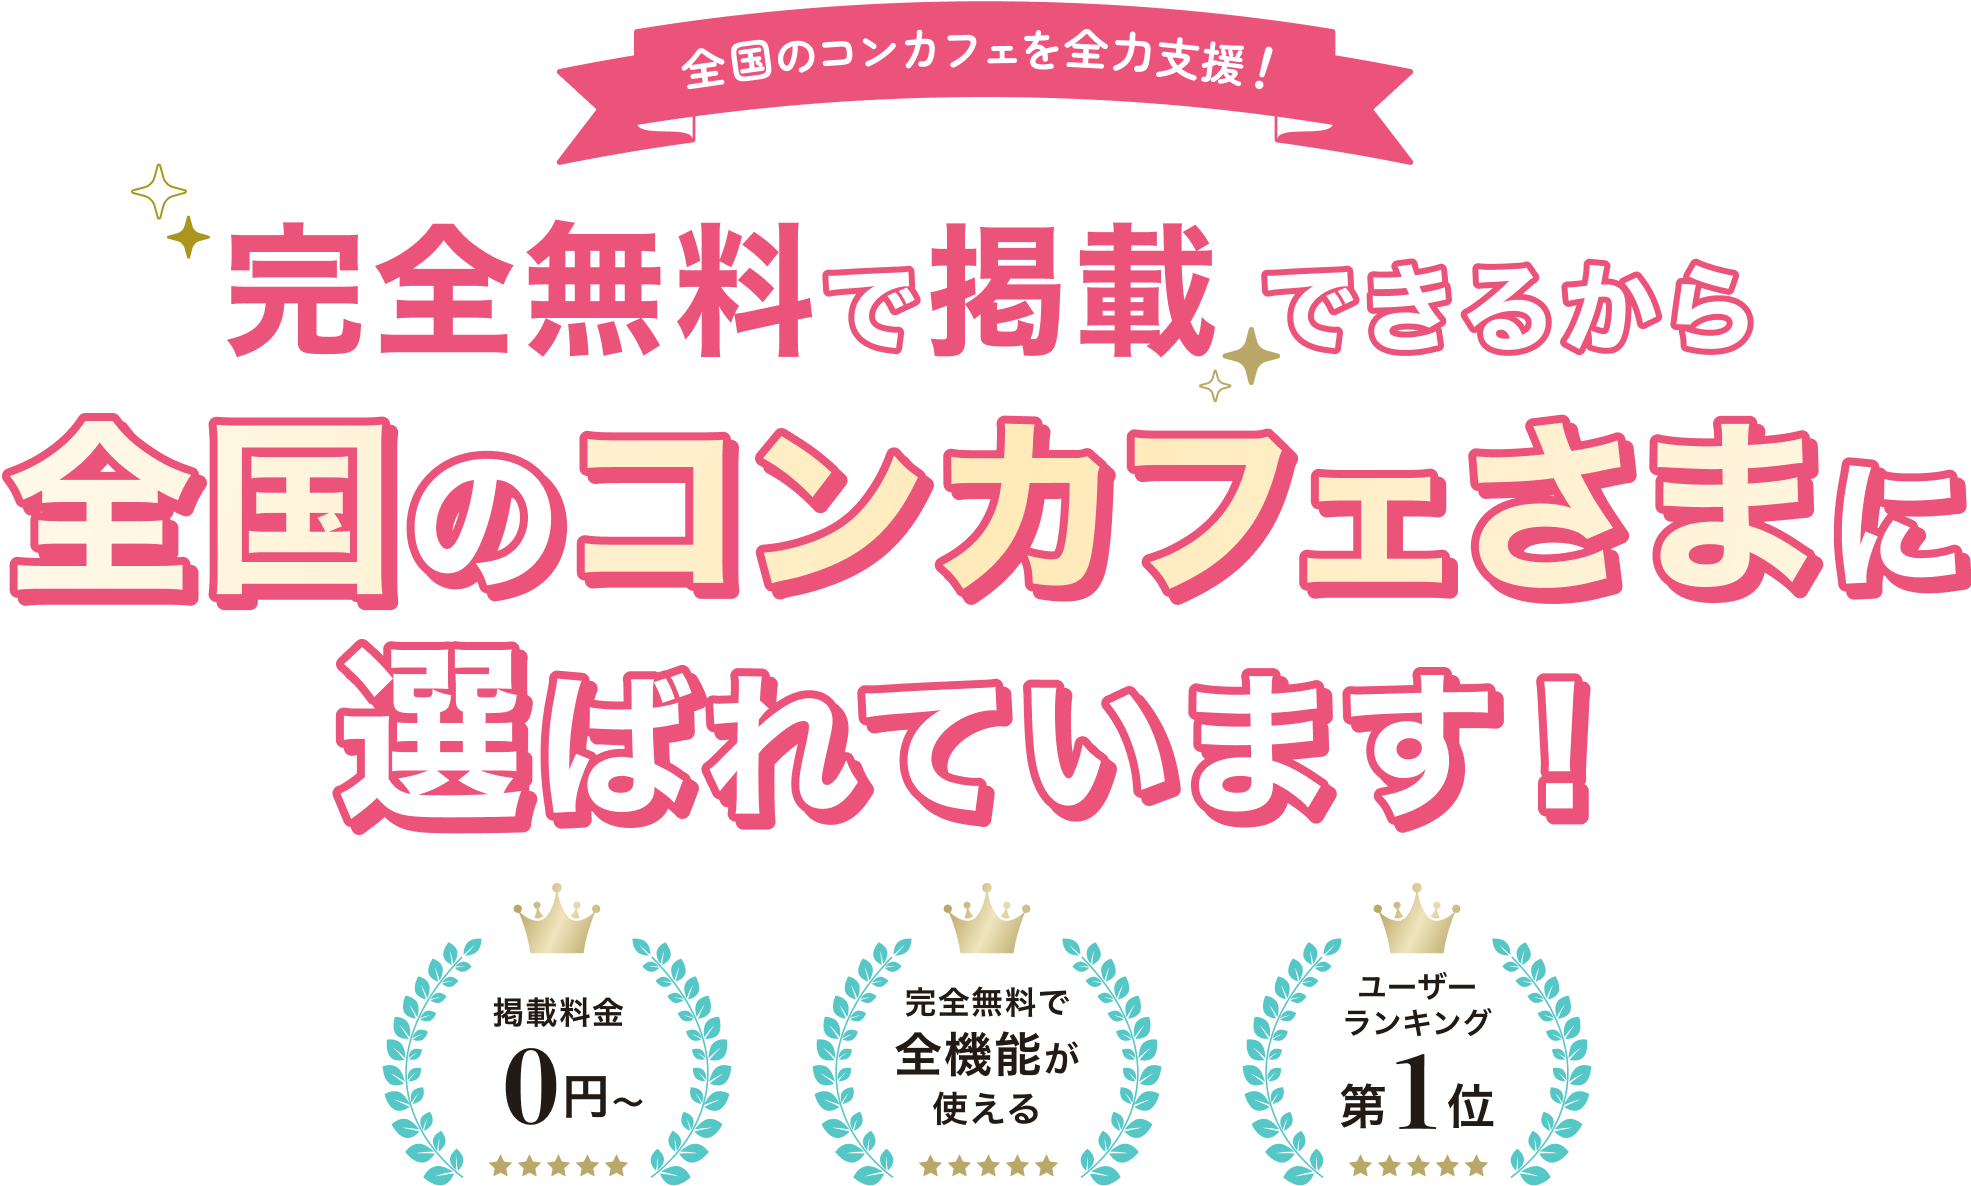 全国のコンカフェを全力支援！
完全無料で掲載できるから
全国のコンカフェさまに
選ばれています！
掲載料金
0円～
完全無料で
全機能が
使える
ユーザー
ランキング
第1位